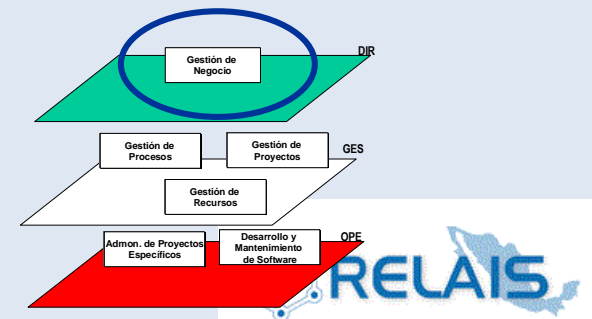 DIR
Gestión de
Negocio
GES
Gestión de
Procesos
Gestión de
Proyectos
Gestión de
Recursos
OPE
Admon. de Proyectos
Específicos
Desarrollo y
Mantenimiento
de Software
RELAIS